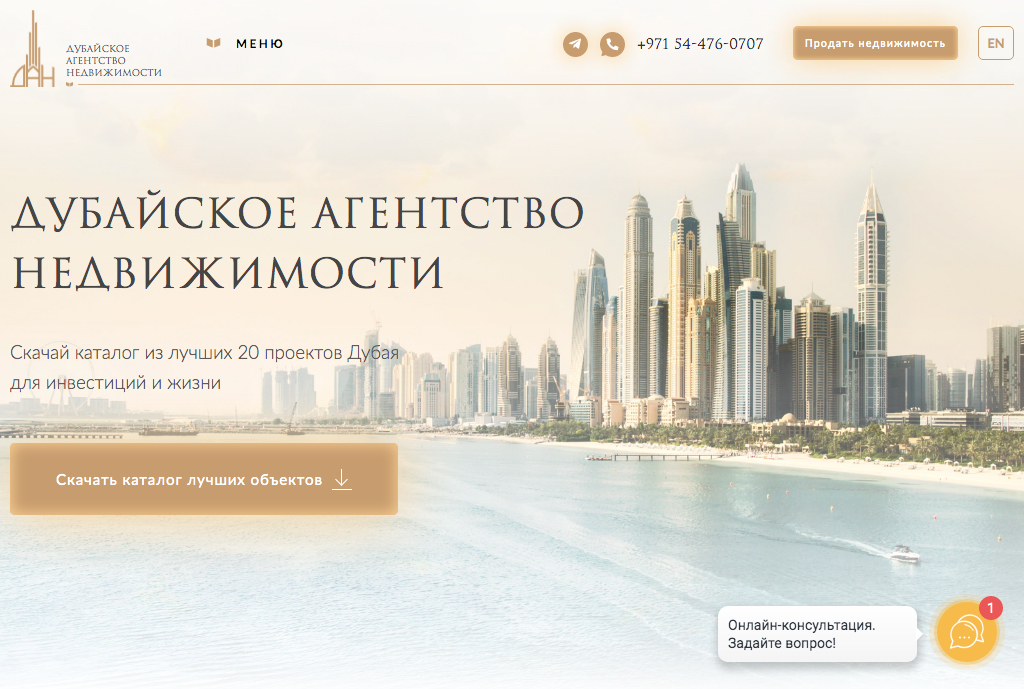 ДАН
ДУБАЙСКОЕ
АГЕНТСТВО
НЕДВИЖИМОСТИ
МЕНЮ
+971 54-476-0707
Продать недвижимость
EN
ДУБАЙСКОЕ АГЕНТСТВО
НЕДВИЖИМОСТИ
Скачай каталог из лучших 20 проектов Дубая
для инвестиций и жизни
Скачать каталог лучших объектов
Онлайн-консультация.
Задайте вопрос!
1